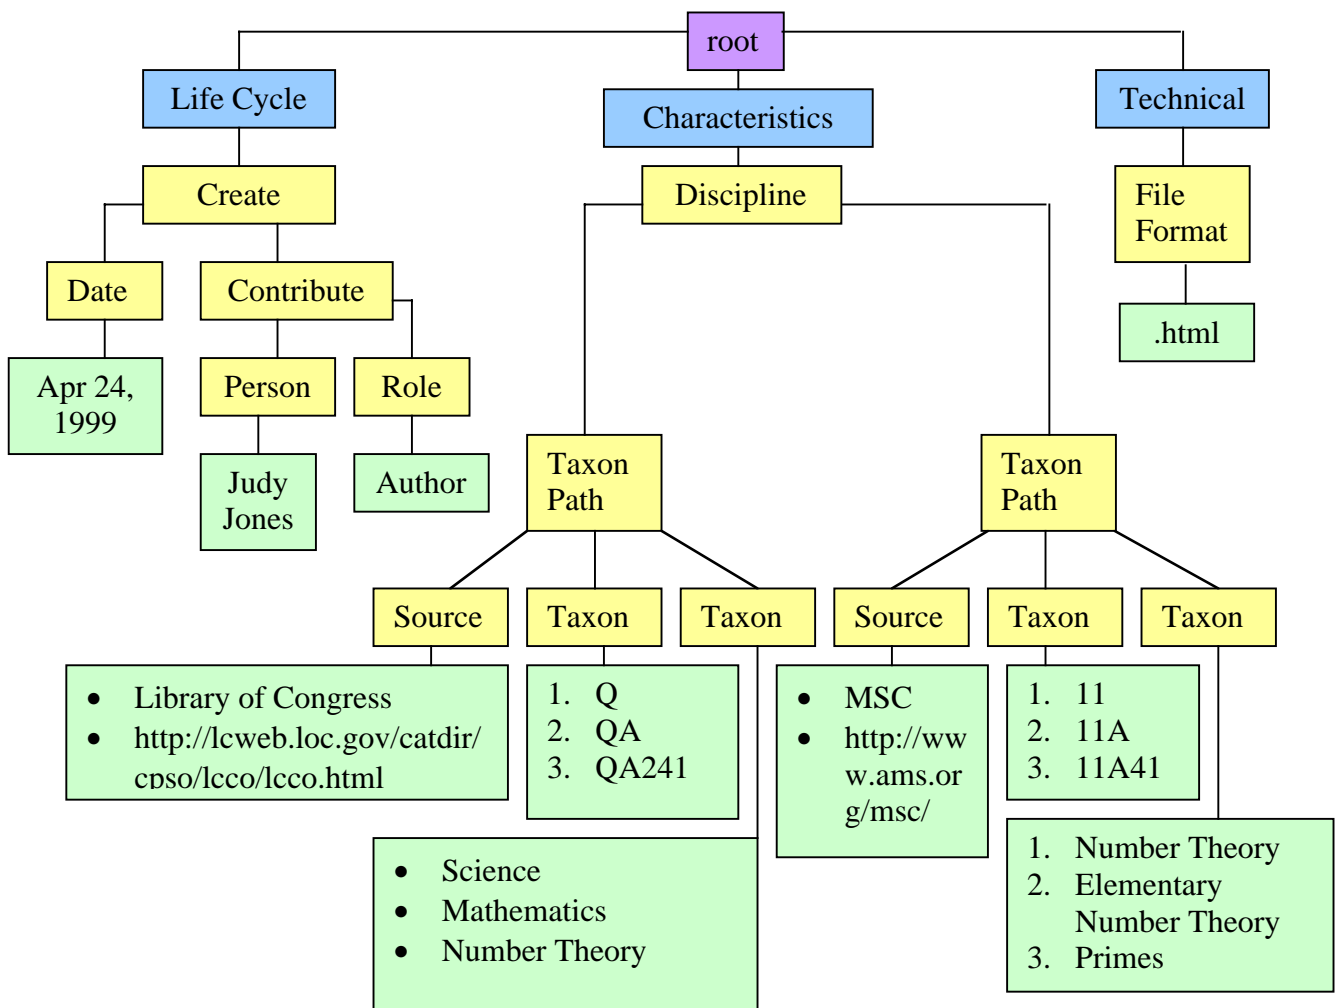 root
Life Cycle
Characteristics
Technical
Create
Discipline
File
Format
Date
Contribute
.html
Apr 24,
1999
Person
Role
Judy
Jones
Author
Taxon
Path
Taxon
Path
Source
Taxon
Taxon
Source
Taxon
Taxon
• Library of Congress
• http://lcweb.loc.gov/catdir/
cpso/lcco/lcco.html
1. Q
2. QA
3. QA241
• MSC
• http://ww
w.ams.or
g/msc/
1. 11
2. 11A
3. 11A41
• Science
• Mathematics
• Number Theory
1. Number Theory
2. Elementary
Number Theory
3. Primes